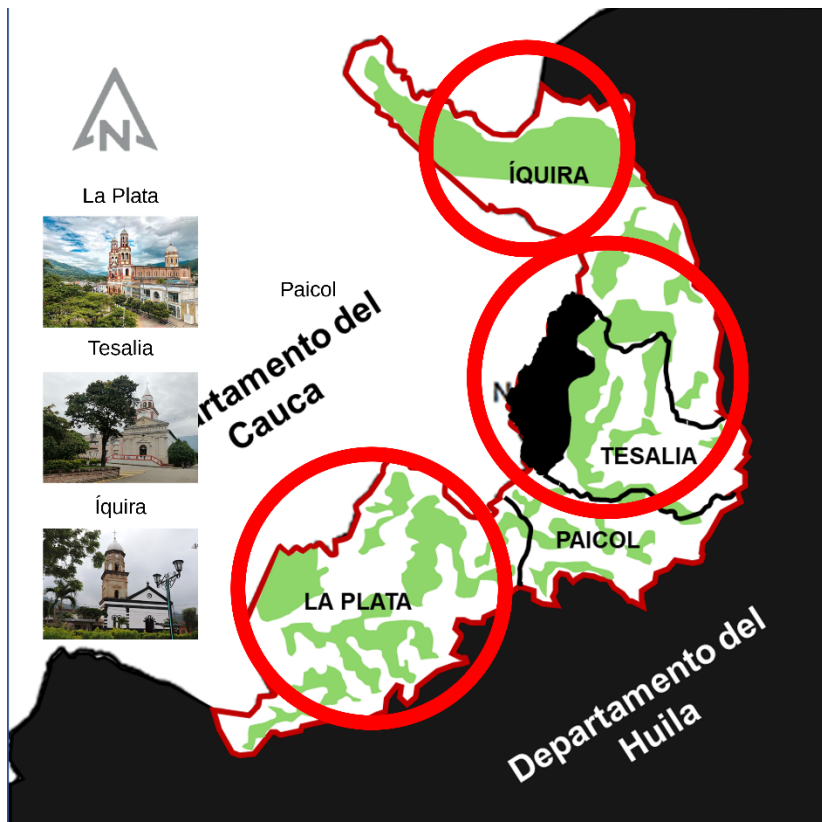 N
La Plata
Paicol
Tesalia
Íquira
ÍQUIRA
artamento del
Cauca
N
TESALIA
PAICOL
LA PLATA
Departamento del
Huila